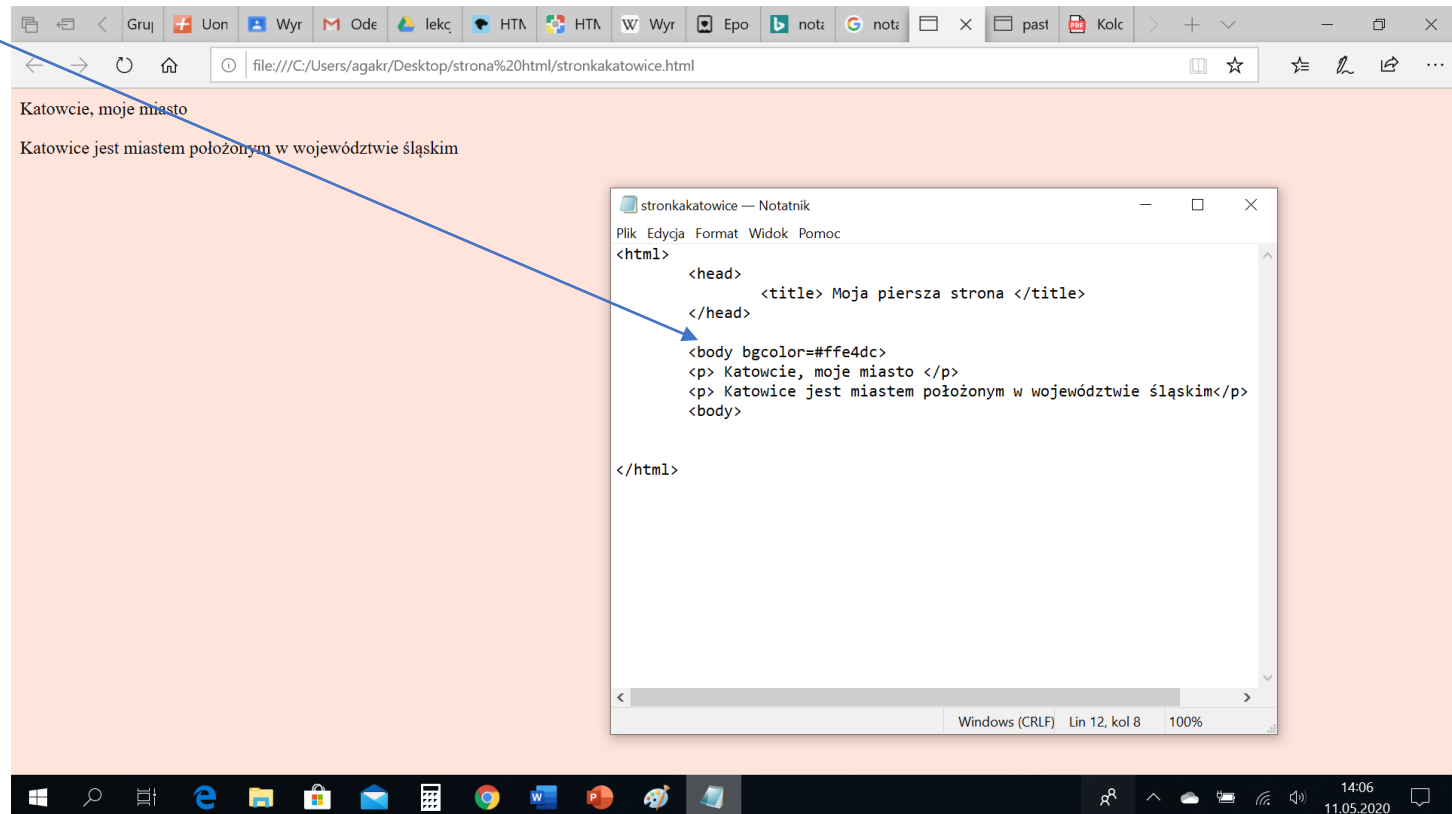 Gruj Uon Wyr Ode lekç HTN HTN W Wyr Epo nota nota past Kolc
file:///C:/Users/agakr/Desktop/strona%20html/stronkakatowice.html
Katowcie, moje miasto
Katowice jest miastem położonym w województwie śląskim
stronkakatowice — Notatnik
Plik Edycja Format Widok Pomoc
<html>
<head>
<title> Moja piersza strona </title>
</head>
<body bgcolor=#ffe4dc>
<p> Katowcie, moje miasto </p>
<p> Katowice jest miastem położonym w województwie śląskim</p>
<body>
</html>
Windows (CRLF) Lin 12, kol 8 100%
14:06
11.05.2020